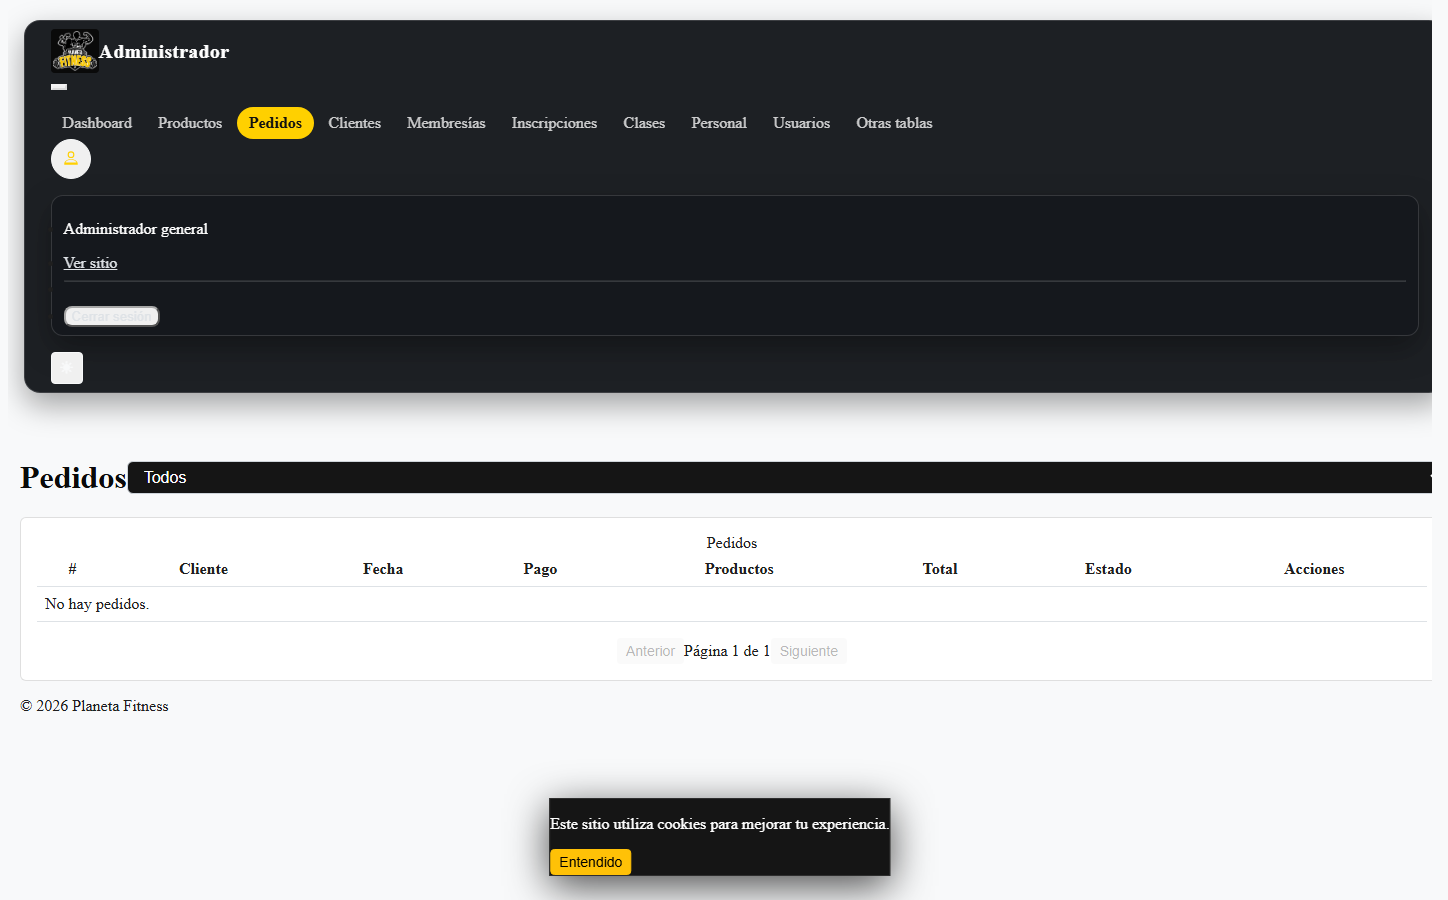 PLANETA
FITNESS
Administrador
Dashboard Productos Pedidos Clientes Membresías Inscripciones Clases Personal Usuarios Otras tablas
Administrador general
Ver sitio
Cerrar sesión
Pedidos Todos
Pedidos
# Cliente Fecha Pago Productos Total Estado Acciones
No hay pedidos.
Anterior Página 1 de 1 Siguiente
© 2026 Planeta Fitness
Este sitio utiliza cookies para mejorar tu experiencia.
Entendido